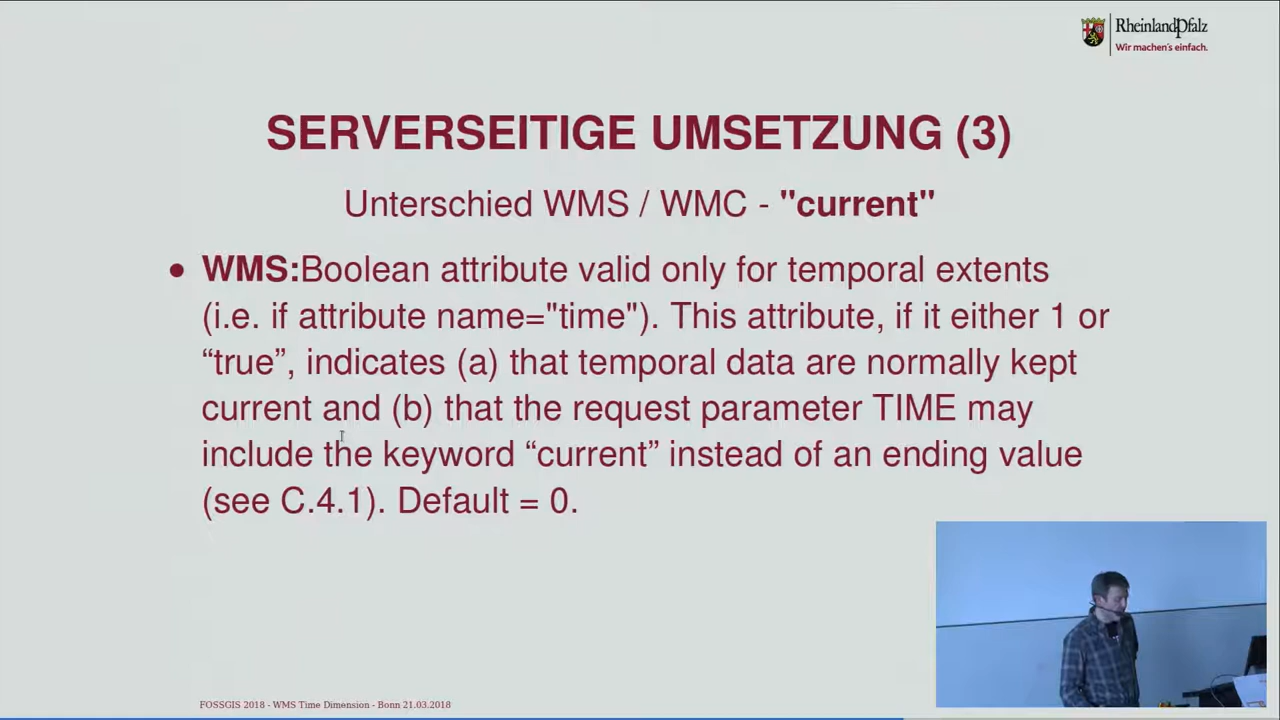 RheinlandPfalz
Wir machen's einfach.
SERVERSEITIGE UMSETZUNG (3)
Unterschied WMS / WMC - "current"
• WMS:Boolean attribute valid only for temporal extents
(i.e. if attribute name="time"). This attribute, if it either 1 or
“true”, indicates (a) that temporal data are normally kept
current and (b) that the request parameter TIME may
include the keyword “current” instead of an ending value
(see C.4.1). Default = 0.
FOSSGIS 2018 - WMS Time Dimension - Bonn 21.03.2018